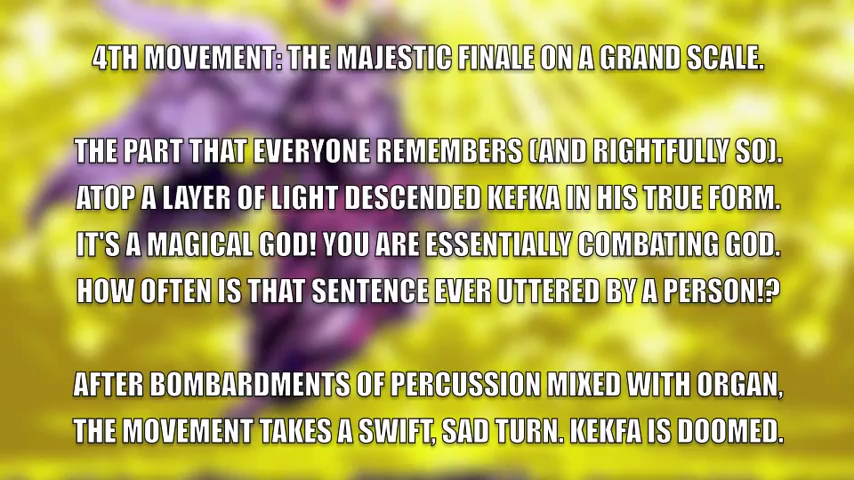 4TH MOVEMENT: THE MAJESTIC FINALE ON A GRAND SCALE.
THE PART THAT EVERYONE REMEMBERS (AND RIGHTFULLY SO).
ATOP A LAYER OF LIGHT DESCENDED KEFKA IN HIS TRUE FORM.
IT'S A MAGICAL GOD! YOU ARE ESSENTIALLY COMBATING GOD.
HOW OFTEN IS THAT SENTENCE EVER UTTERED BY A PERSON!?
AFTER BOMBARDMENTS OF PERCUSSION MIXED WITH ORGAN,
THE MOVEMENT TAKES A SWIFT, SAD TURN. KEKFA IS DOOMED.